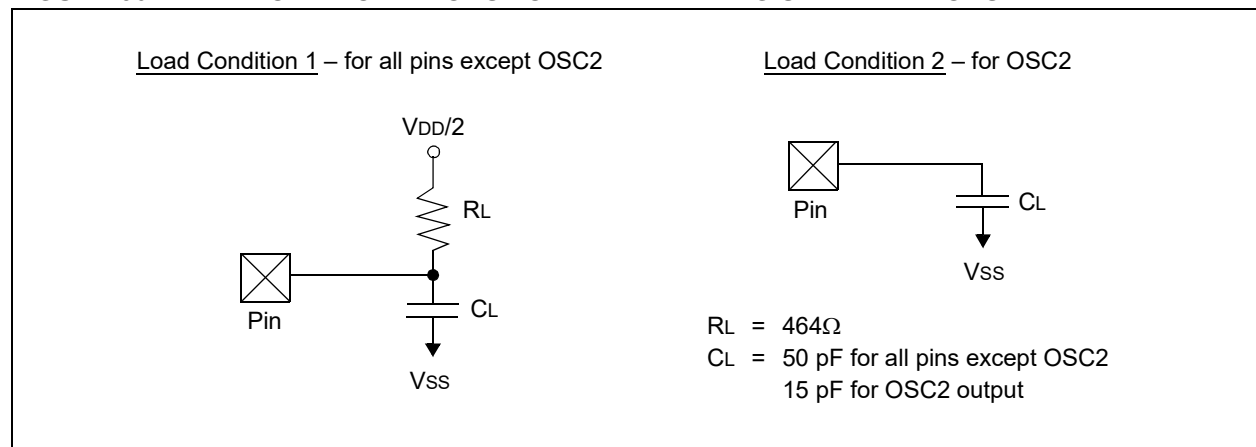 Load Condition 1 – for all pins except OSC2
VDD/2
RL
Pin
CL
VSS
Load Condition 2 – for OSC2
Pin
CL
VSS
RL = 464Ω
CL = 50 pF for all pins except OSC2
15 pF for OSC2 output